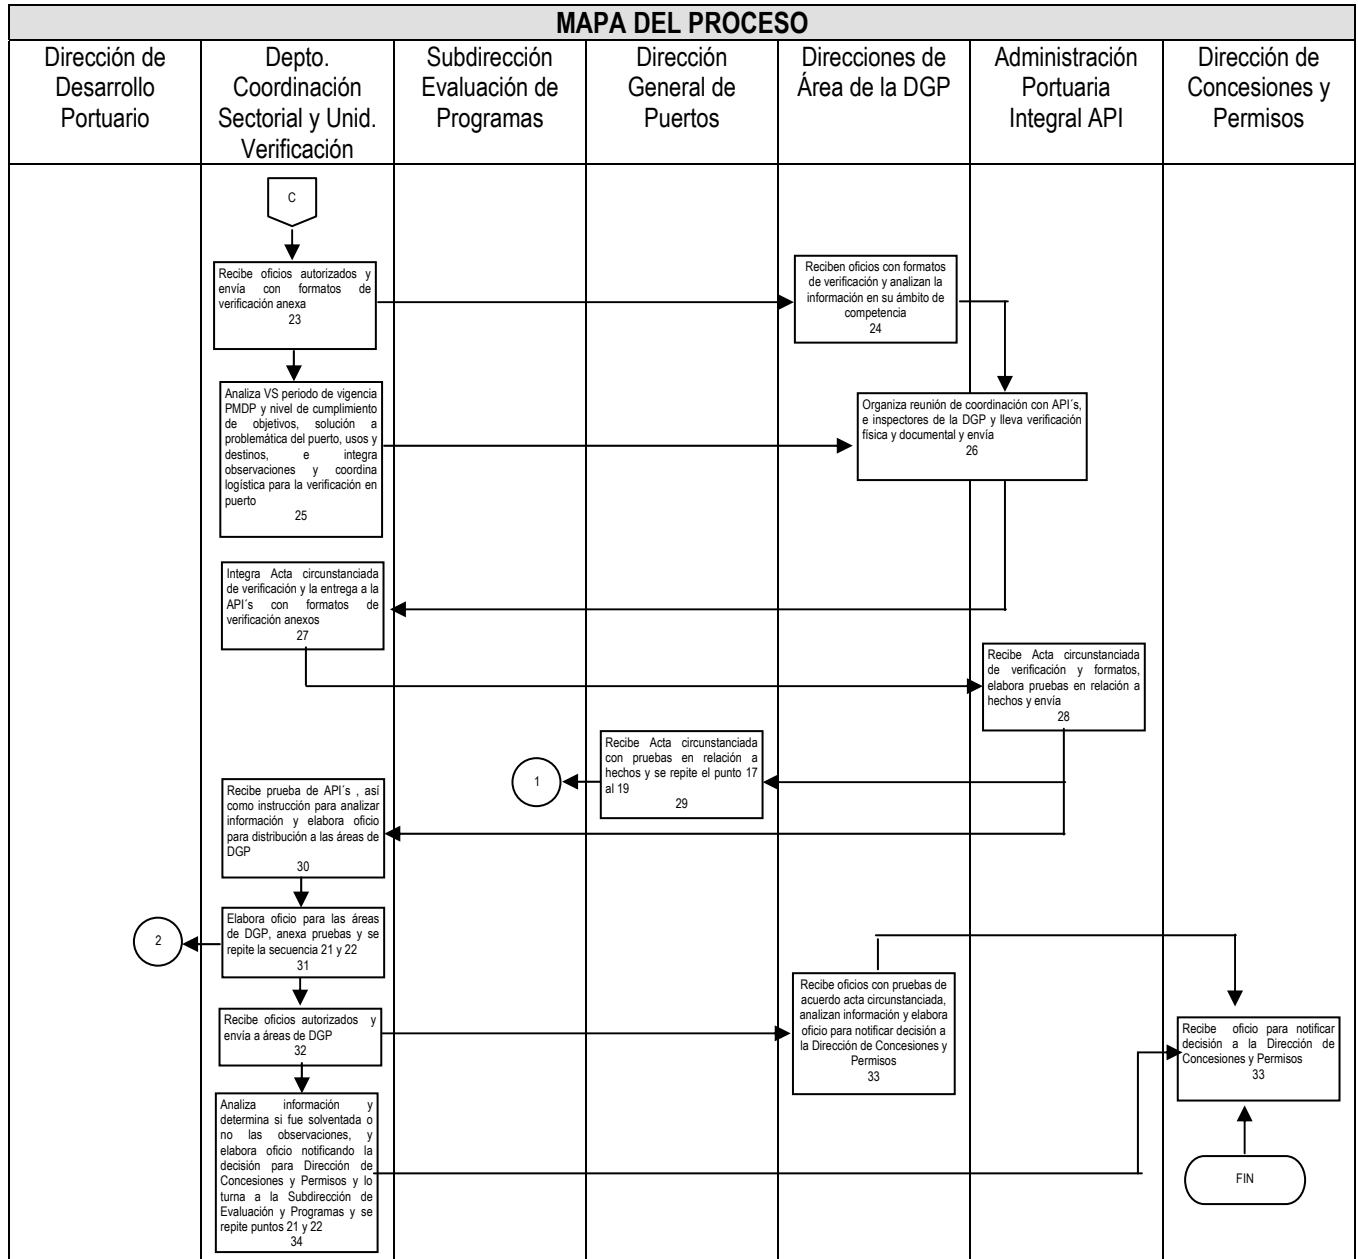 MAPA DEL PROCESO
Dirección de
Desarrollo
Portuario
Depto.
Coordinación
Sectorial y Unid.
Verificación
Subdirección
Evaluación de
Programas
Dirección
General de
Puertos
Direcciones de
Área de la DGP
Administración
Portuaria
Integral API
Dirección de
Concesiones y
Permisos
C
Recibe oficios autorizados y
envía con formatos de
verificación anexa
23
Reciben oficios con formatos
de verificación y analizan la
información en su ámbito de
competencia
24
Analiza VS periodo de vigencia
PMDP y nivel de cumplimiento
de objetivos, solución a
problemática del puerto, usos y
destinos, e integra
observaciones y coordina
logística para la verificación en
puerto
25
Organiza reunión de coordinación con API´s,
e inspectores de la DGP y lleva verificación
física y documental y envía
26
Integra Acta circunstanciada
de verificación y la entrega a la
API´s con formatos de
verificación anexos
27
Recibe Acta circunstanciada
de verificación y formatos,
elabora pruebas en relación a
hechos y envía
28
Recibe Acta circunstanciada
con pruebas en relación a
hechos y se repite el punto 17
al 19
29
1
Recibe prueba de API´s , así
como instrucción para analizar
información y elabora oficio
para distribución a las áreas de
DGP
30
Elabora oficio para las áreas
de DGP, anexa pruebas y se
repite la secuencia 21 y 22
31
2
Recibe oficios autorizados y
envía a áreas de DGP
32
Recibe oficios con pruebas de
acuerdo acta circunstanciada,
analizan información y elabora
oficio para notificar decisión a
la Dirección de Concesiones y
Permisos
33
Recibe oficio para notificar
decisión a la Dirección de
Concesiones y Permisos
33
Analiza información y
determina si fue solventada o
no las observaciones, y
elabora oficio notificando la
decisión para Dirección de
Concesiones y Permisos y lo
turna a la Subdirección de
Evaluación y Programas y se
repite puntos 21 y 22
34
FIN